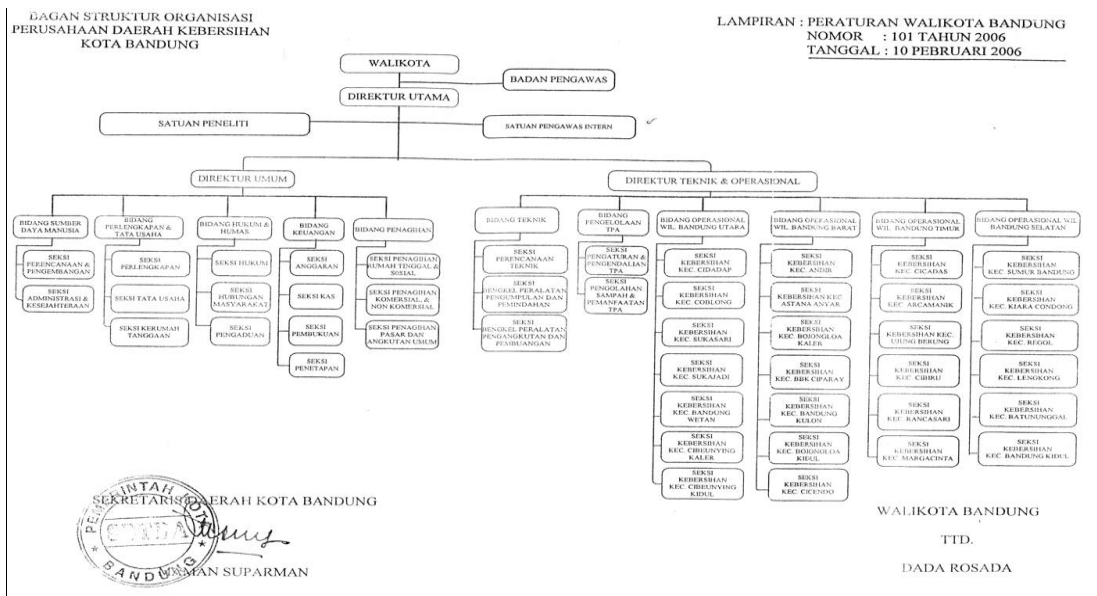 BAGAN STRUKTUR ORGANISASI
PERUSAHAAN DAERAH KEBERSIHAN
KOTA BANDUNG
LAMPIRAN : PERATURAN WALIKOTA BANDUNG
NOMOR : 101 TAHUN 2006
TANGGAL : 10 PEBRUARI 2006
WALIKOTA
BADAN PENGAWAS
DIREKTUR UTAMA
SATUAN PENELITI
SATUAN PENGAWAS INTERN
DIREKTUR UMUM
DIREKTUR TEKNIK & OPERASIONAL
BIDANG SUMBER
DAYA MANUSIA
SEKSI
PERENCANAAN &
PENGEMBANGAN
SEKSI
ADMINISTRASI &
KESEJAHTERAAN
BIDANG
PERLENGKAPAN &
TATA USAHA
SEKSI
PERLENGKAPAN
SEKSI TATA USAHA
SEKSI KERUMAH
TANGGAAN
BIDANG HUKUM &
HUMAS
SEKSI HUKUM
SEKSI
HUBUNGAN
MASYARAKAT
SEKSI
PENGADUAN
BIDANG
KEUANGAN
SEKSI
ANGGARAN
SEKSI KAS
SEKSI
PEMBUKUAN
SEKSI
PENETAPAN
BIDANG PENAGIHAN
SEKSI PENAGIHAN
RUMAH TINGGAL &
SOSIAL
SEKSI PENAGIHAN
KOMERSIAL, &
NON KOMERSIAL
SEKSI PENAGIHAN
PASAR DAN
ANGKUTAN UMUM
BIDANG TEKNIK
SEKSI
PERENCANAAN
TEKNIK
SEKSI
BENGKEL PERALATAN
PENGUMPULAN DAN
PEMINDAHAN
SEKSI
BENGKEL PERALATAN
PENGANGKUTAN DAN
PEMBUANGAN
BIDANG
PENGELOLAAN
TPA
SEKSI
PENGATURAN &
PENGENDALIAN
TPA
SEKSI
PENGOLAHAN
SAMPAH &
PEMANFAATAN
TPA
BIDANG OPERASIONAL
WIL. BANDUNG UTARA
SEKSI
KEBERSIHAN
KEC. CIDADAP
SEKSI
KEBERSIHAN
KEC. COBLONG
SEKSI
KEBERSIHAN
KEC. SUKASARI
SEKSI
KEBERSIHAN
KEC. SUKAJADI
SEKSI
KEBERSIHAN
KEC. BANDUNG
WETAN
SEKSI
KEBERSIHAN
KEC. CIBEUNYING
KALER
SEKSI
KEBERSIHAN
KEC. CIBEUNYING
KIDUL
BIDANG OPERASIONAL
WIL. BANDUNG BARAT
SEKSI
KEBERSIHAN
KEC. ANDIR
SEKSI
KEBERSIHAN KEC
ASTANA ANYAR
SEKSI
KEBERSIHAN
KEC. BOJONGLOA
KALER
SEKSI
KEBERSIHAN
KEC. BBK CIPARAY
SEKSI
KEBERSIHAN
KEC. BANDUNG
KULON
SEKSI
KEBERSIHAN
KEC. BOJONGLOA
KIDUL
SEKSI
KEBERSIHAN
KEC. CICENDO
BIDANG OPERASIONAL
WIL. BANDUNG TIMUR
SEKSI
KEBERSIHAN
KEC. CICADAS
SEKSI
KEBERSIHAN
KEC ARCAMANIK
SEKSI
KEBERSIHAN KEC.
UJUNG BERUNG
SEKSI
KEBERSIHAN
KEC. CIBIRU
SEKSI
KEBERSIHAN
KEC. RANCASARI
SEKSI
KEBERSIHAN
KEC. MARGACINTA
BIDANG OPERASIONAL WIL
BANDUNG SELATAN
SEKSI
KEBERSIHAN
KEC. SUMUR BANDUNG
SEKSI
KEBERSIHAN
KEC. KIARA CONDONG
SEKSI
KEBERSIHAN
KEC. REGOL
SEKSI
KEBERSIHAN
KEC. LENGKONG
SEKSI
KEBERSIHAN
KEC. BATUNUNGGAL
SEKSI
KEBERSIHAN
KEC. BANDUNG KIDUL
SEKRETARIS DAERAH KOTA BANDUNG
PEMERINTAH KOTA
SETDA
BANDUNG
SUPARMAN
WALIKOTA BANDUNG
TTD.
DADA ROSADA